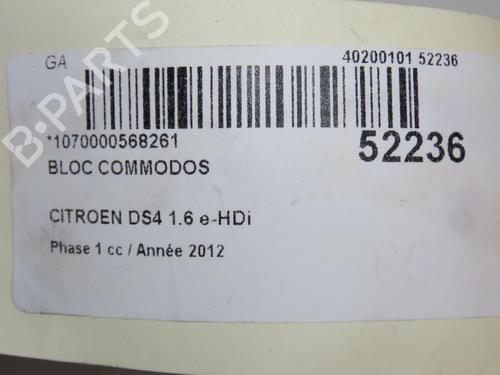 GA
40200101 52236
*1070000568261
52236
BLOC COMMODOS
CITROEN DS4 1.6 e-HDi
Phase 1 cc / Année 2012
B-PARTS